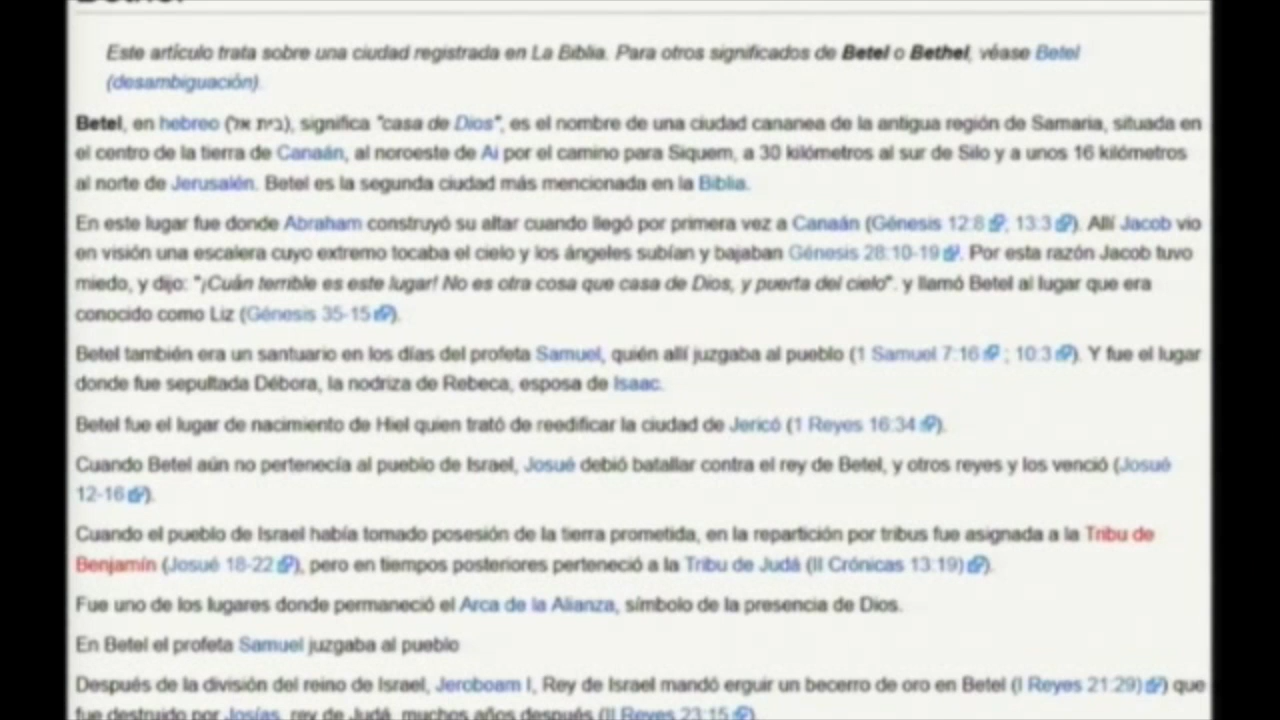 Este artículo trata sobre una ciudad registrada en La Biblia. Para otros significados de Betel o Bethel, véase Betel
(desambiguación).
Betel, en hebreo (בית אל), significa "casa de Dios", es el nombre de una ciudad cananea de la antigua región de Samaria, situada en
el centro de la tierra de Canaán, al noroeste de Ai por el camino para Siquem, a 30 kilómetros al sur de Silo y a unos 16 kilómetros
al norte de Jerusalén. Betel es la segunda ciudad más mencionada en la Biblia.
En este lugar fue donde Abraham construyó su altar cuando llegó por primera vez a Canaán (Génesis 12:8 ; 13:3 ). Allí Jacob vio
en visión una escalera cuyo extremo tocaba el cielo y los ángeles subían y bajaban Génesis 28:10-19 . Por esta razón Jacob tuvo
miedo, y dijo: "¡Cuán terrible es este lugar! No es otra cosa que casa de Dios, y puerta del cielo". y llamó Betel al lugar que era
conocido como Liz (Génesis 35-15 ).
Betel también era un santuario en los días del profeta Samuel, quién allí juzgaba al pueblo (1 Samuel 7:16 ; 10:3 ). Y fue el lugar
donde fue sepultada Débora, la nodriza de Rebeca, esposa de Isaac.
Betel fue el lugar de nacimiento de Hiel quien trató de reedificar la ciudad de Jericó (1 Reyes 16:34 ).
Cuando Betel aún no pertenecía al pueblo de Israel, Josué debió batallar contra el rey de Betel, y otros reyes y los venció (Josué
12-16 ).
Cuando el pueblo de Israel había tomado posesión de la tierra prometida, en la repartición por tribus fue asignada a la Tribu de
Benjamín (Josué 18-22 ), pero en tiempos posteriores perteneció a la Tribu de Judá (II Crónicas 13:19) ).
Fue uno de los lugares donde permaneció el Arca de la Alianza, símbolo de la presencia de Dios.
En Betel el profeta Samuel juzgaba al pueblo
Después de la división del reino de Israel, Jeroboam I, Rey de Israel mandó erguir un becerro de oro en Betel (I Reyes 21:29) ) que
fue destruido por Josías, rey de Judá, muchos años después (II Reyes 23:15 ).